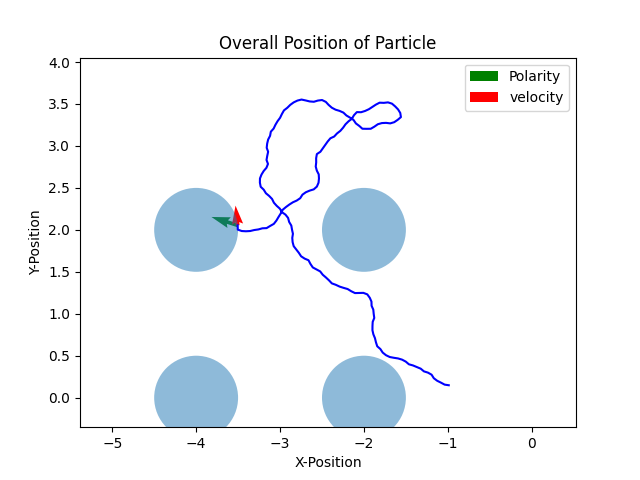 Overall Position of Particle
Polarity
velocity
Y-Position
4.0
3.5
3.0
2.5
2.0
1.5
1.0
0.5
0.0
−5 −4 −3 −2 −1 0
X-Position